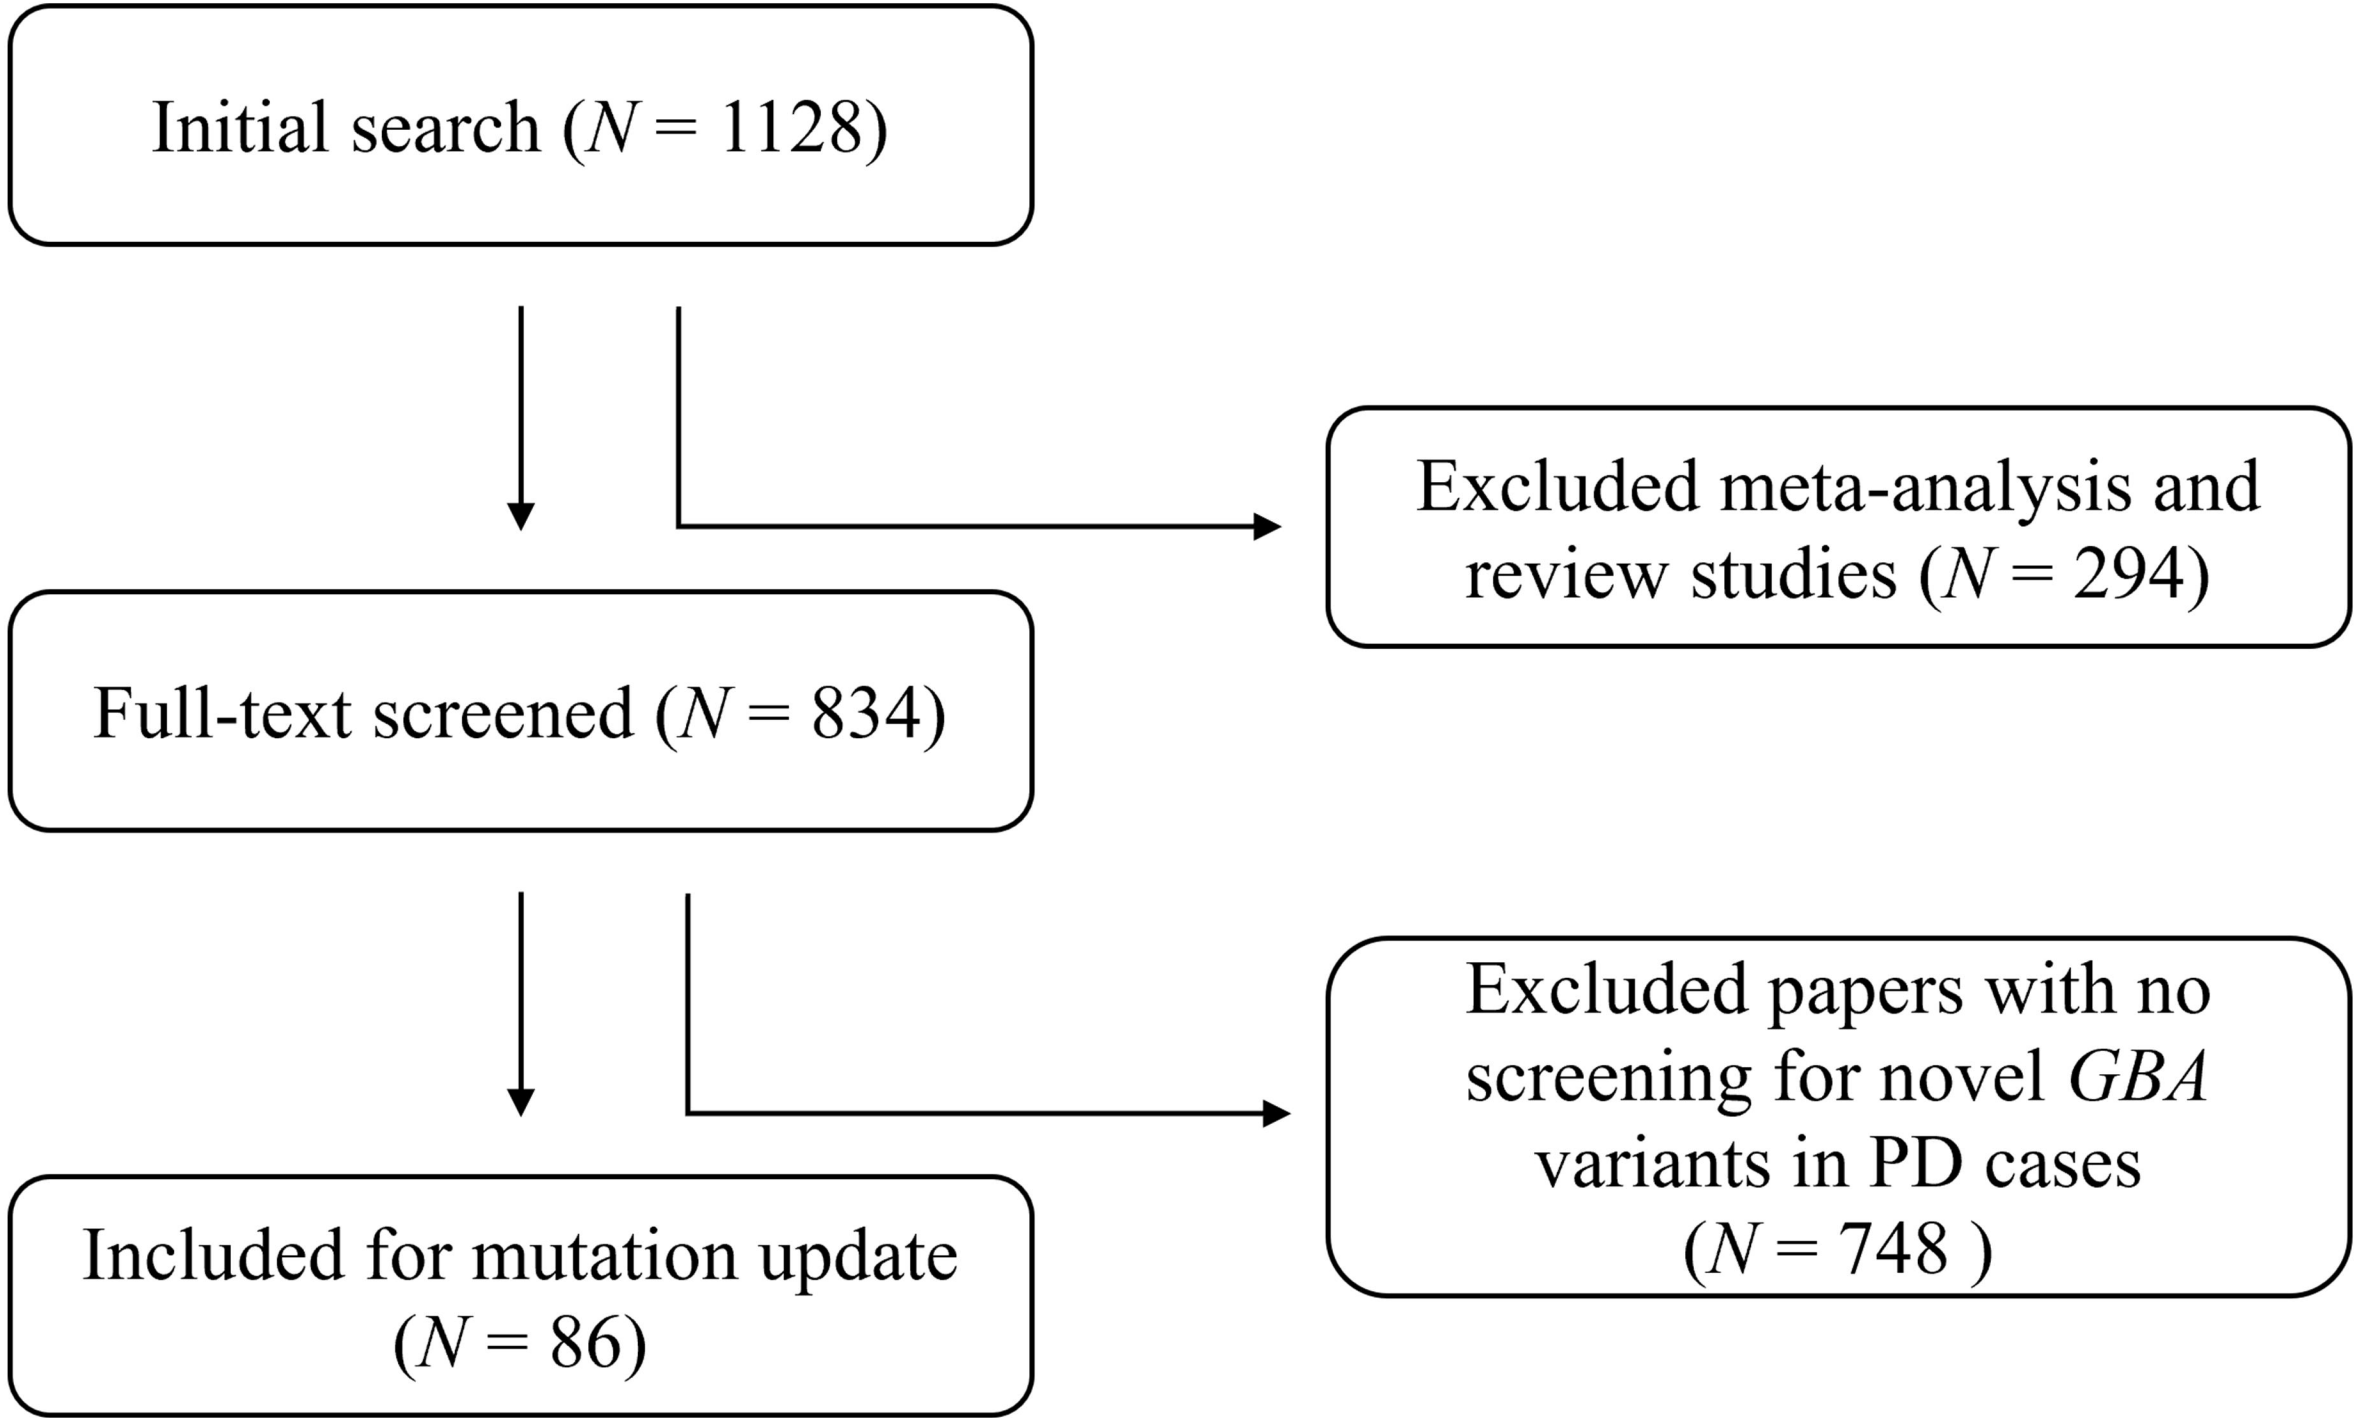 Initial search (N = 1128)
Excluded meta-analysis and
review studies (N = 294)
Full-text screened (N = 834)
Excluded papers with no
screening for novel GBA
variants in PD cases
(N = 748 )
Included for mutation update
(N = 86)